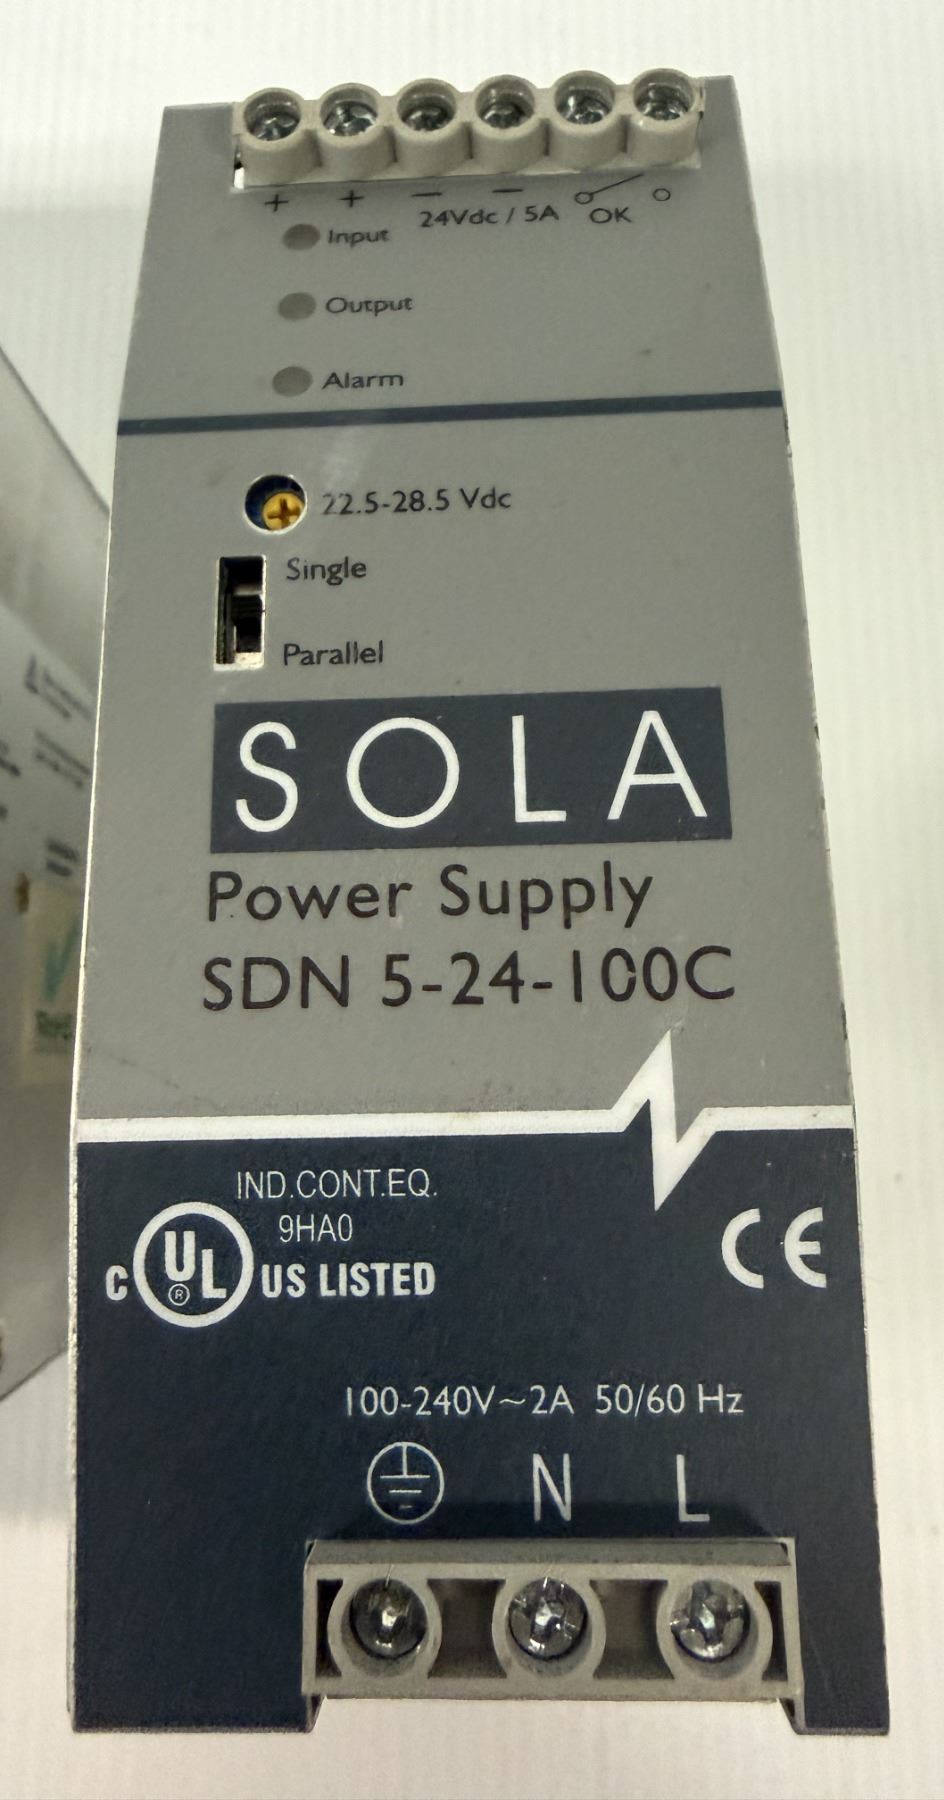 + + — —
24Vdc / 5A OK
Input
Output
Alarm
22.5-28.5 Vdc
Single
Parallel
SOLA
Power Supply
SDN 5-24-100C
IND.CONT.EQ.
9HA0
C UL® US LISTED
CE
100-240V~2A 50/60 Hz
N L